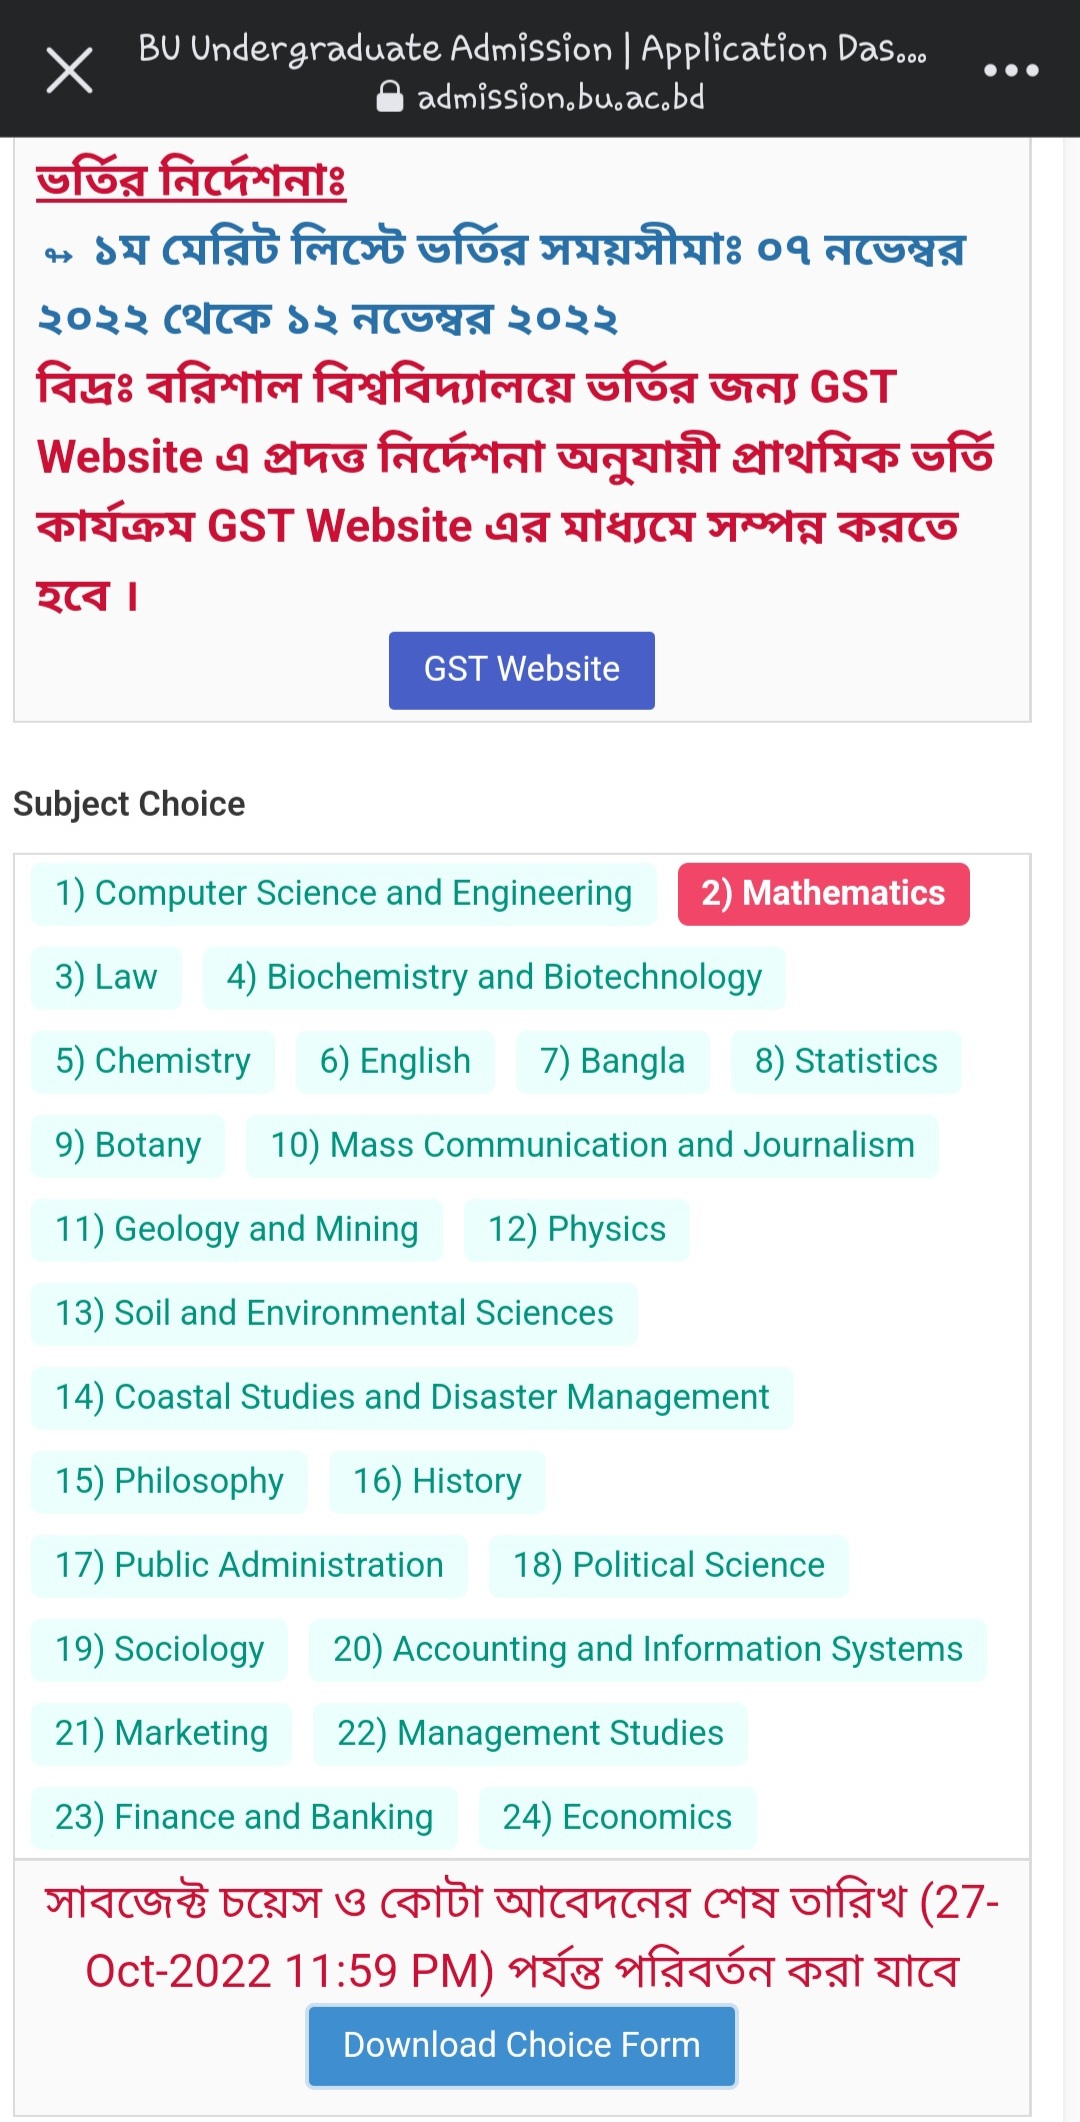 BU Undergraduate Admission | Application Das...
admission.bu.ac.bd
ভর্তির নির্দেশনাঃ
↔ ১ম মেরিট লিস্টে ভর্তির সময়সীমাঃ ০৭ নভেম্বর
২০২২ থেকে ১২ নভেম্বর ২০২২
বিদ্রঃ বরিশাল বিশ্ববিদ্যালয়ে ভর্তির জন্য GST
Website এ প্রদত্ত নির্দেশনা অনুযায়ী প্রাথমিক ভর্তি
কার্যক্রম GST Website এর মাধ্যমে সম্পন্ন করতে
হবে ।
GST Website
Subject Choice
1) Computer Science and Engineering 2) Mathematics
3) Law 4) Biochemistry and Biotechnology
5) Chemistry 6) English 7) Bangla 8) Statistics
9) Botany 10) Mass Communication and Journalism
11) Geology and Mining 12) Physics
13) Soil and Environmental Sciences
14) Coastal Studies and Disaster Management
15) Philosophy 16) History
17) Public Administration 18) Political Science
19) Sociology 20) Accounting and Information Systems
21) Marketing 22) Management Studies
23) Finance and Banking 24) Economics
সাবজেক্ট চয়েস ও কোটা আবেদনের শেষ তারিখ (27-
Oct-2022 11:59 PM) পর্যন্ত পরিবর্তন করা যাবে
Download Choice Form